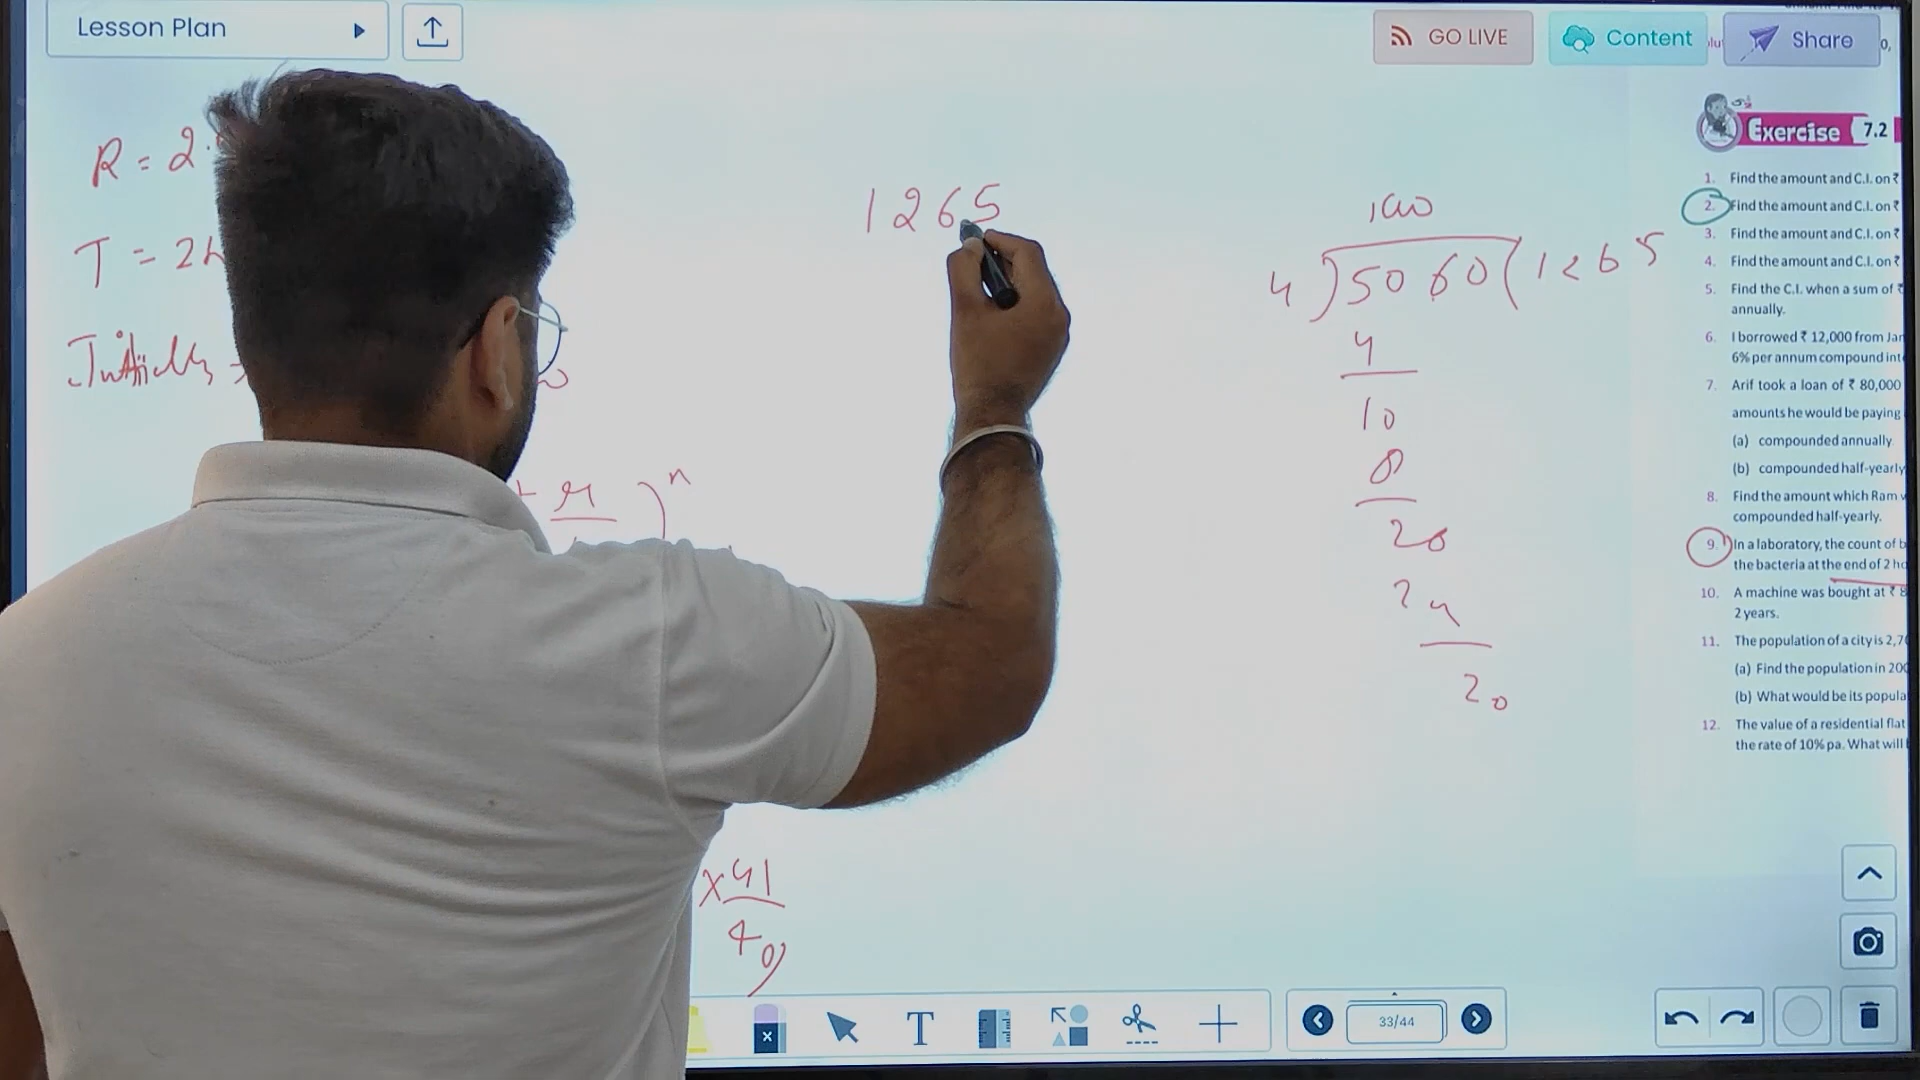 Lesson Plan
GO LIVE
Content
Share
R = 2.
T = 2h
Initially
n
1265
100
4)5060(1265
4
10
8
20
24
20
x 41
40
Exercise 7.2
1. Find the amount and C.I. on ₹
2. Find the amount and C.I. on ₹
3. Find the amount and C.I. on ₹
4. Find the amount and C.I. on ₹
5. Find the C.I. when a sum of ₹
annually.
6. I borrowed ₹ 12,000 from Jan
6% per annum compound int
7. Arif took a loan of ₹ 80,000
amounts he would be paying
(a) compounded annually
(b) compounded half-yearly
8. Find the amount which Ram
compounded half-yearly.
9. In a laboratory, the count of b
the bacteria at the end of 2 ho
10. A machine was bought at ₹ 8
2 years.
11. The population of a city is 2,70
(a) Find the population in 200
(b) What would be its popula
12. The value of a residential flat
the rate of 10% pa. What will
T
33/44